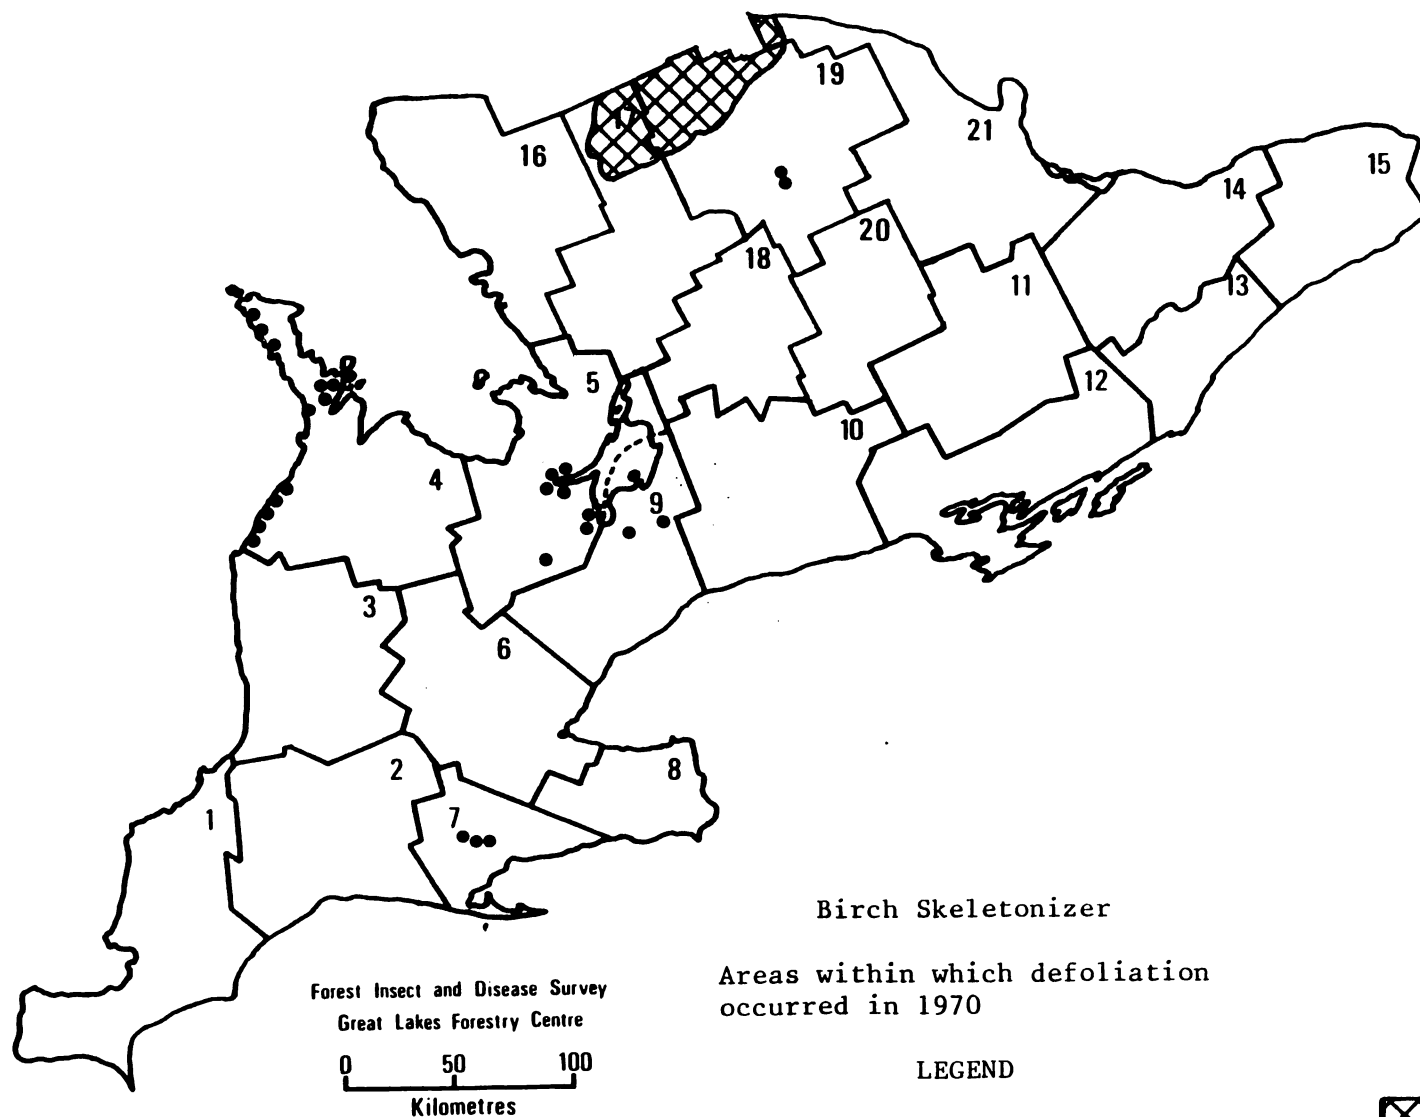 19
21
16
17
15
14
20
18
13
11
5
12
10
4
9
3
6
2
8
7
1
Birch Skeletonizer
Areas within which defoliation
occurred in 1970
Forest Insect and Disease Survey
Great Lakes Forestry Centre
0 50 100
Kilometres
LEGEND